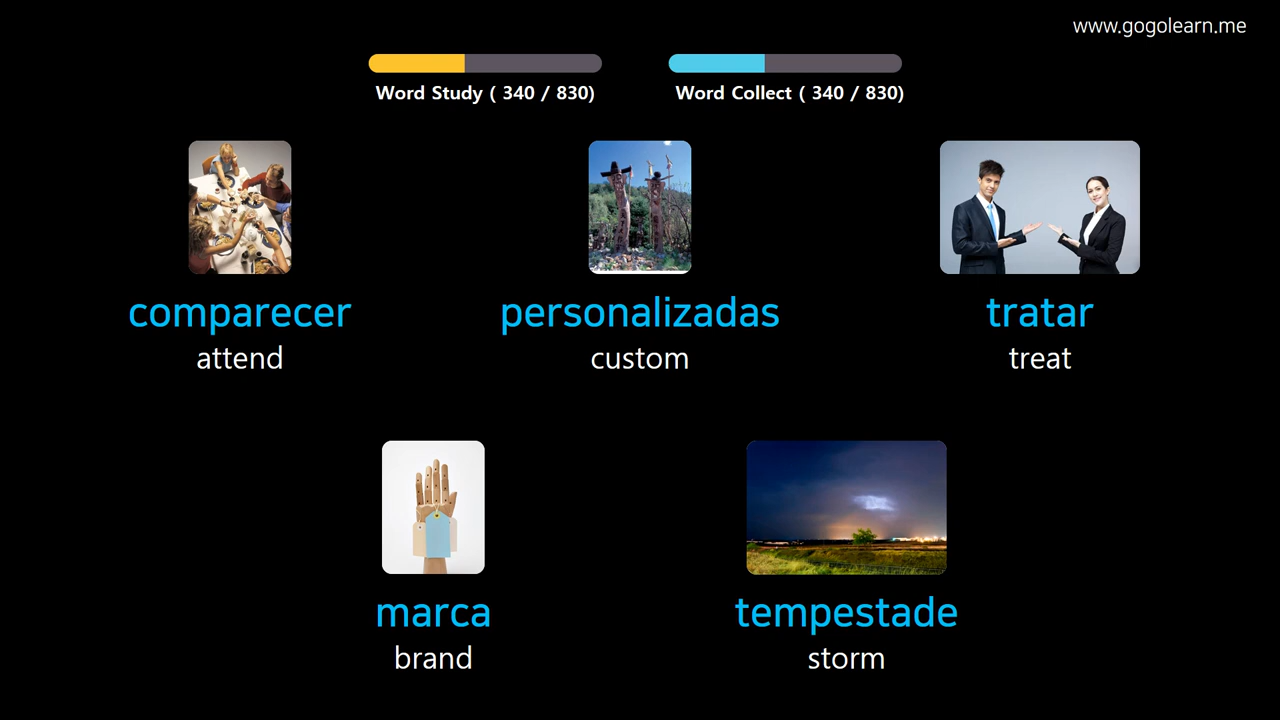 www.gogolearn.me
Word Study ( 340 / 830)
Word Collect ( 340 / 830)
comparecer
attend
personalizadas
custom
tratar
treat
marca
brand
tempestade
storm